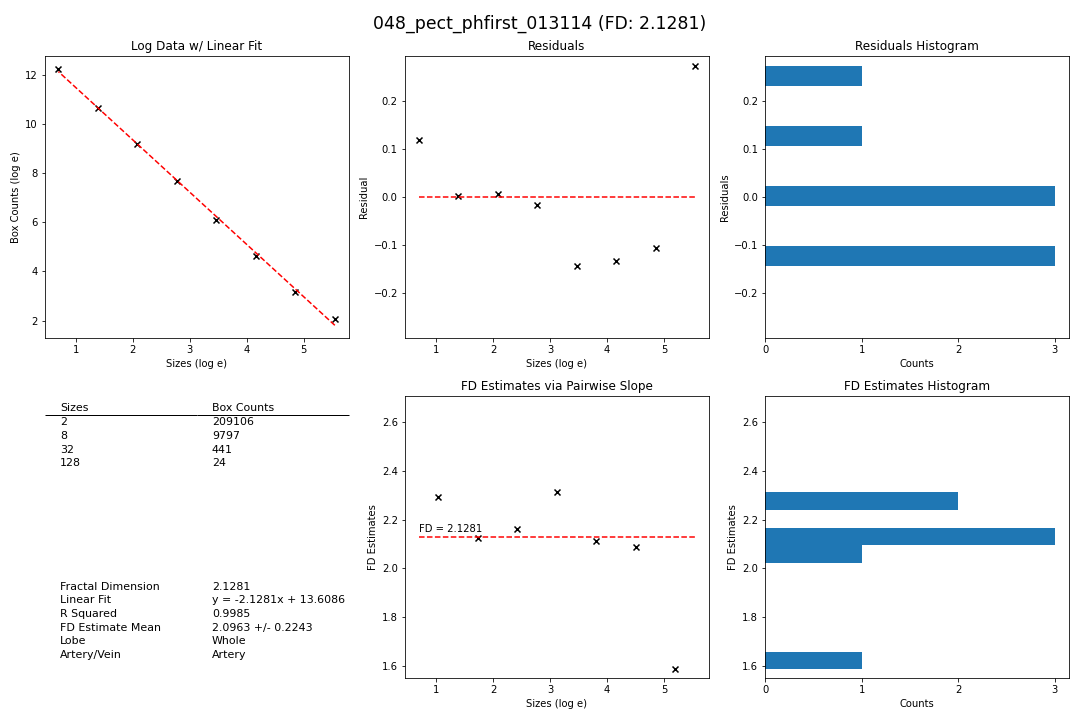 048_pect_phfirst_013114 (FD: 2.1281)
Log Data w/ Linear Fit
Box Counts (log e)
12
10
8
6
4
2
1 2 3 4 5
Sizes (log e)
Residuals
Residual
0.2
0.1
0.0
−0.1
−0.2
1 2 3 4 5
Sizes (log e)
Residuals Histogram
Residuals
0.2
0.1
0.0
−0.1
−0.2
0 1 2 3
Counts
Sizes Box Counts
2 209106
8 9797
32 441
128 24
Fractal Dimension 2.1281
Linear Fit y = -2.1281x + 13.6086
R Squared 0.9985
FD Estimate Mean 2.0963 +/- 0.2243
Lobe Whole
Artery/Vein Artery
FD Estimates via Pairwise Slope
FD Estimates
2.6
2.4
2.2
2.0
1.8
1.6
FD = 2.1281
1 2 3 4 5
Sizes (log e)
FD Estimates Histogram
FD Estimates
2.6
2.4
2.2
2.0
1.8
1.6
0 1 2 3
Counts